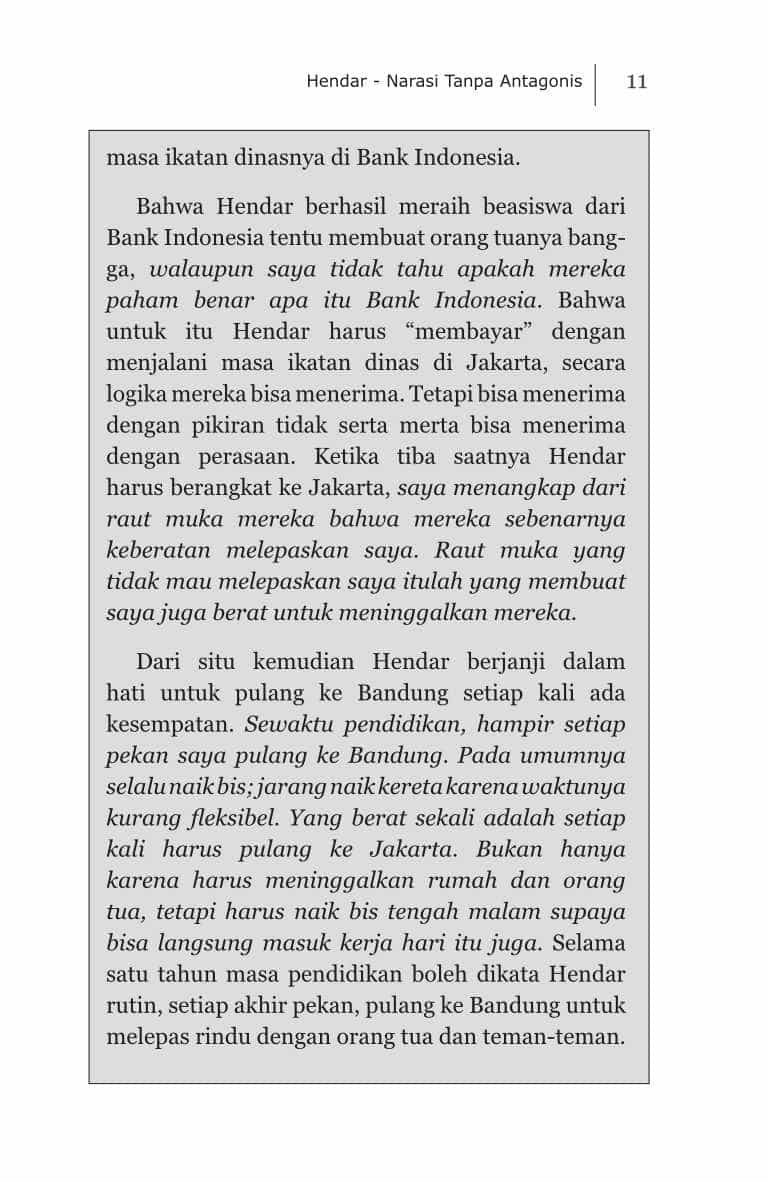 Hendar - Narasi Tanpa Antagonis 11
masa ikatan dinasnya di Bank Indonesia.
Bahwa Hendar berhasil meraih beasiswa dari
Bank Indonesia tentu membuat orang tuanya bang-
ga, walaupun saya tidak tahu apakah mereka
paham benar apa itu Bank Indonesia. Bahwa
untuk itu Hendar harus “membayar” dengan
menjalani masa ikatan dinas di Jakarta, secara
logika mereka bisa menerima. Tetapi bisa menerima
dengan pikiran tidak serta merta bisa menerima
dengan perasaan. Ketika tiba saatnya Hendar
harus berangkat ke Jakarta, saya menangkap dari
raut muka mereka bahwa mereka sebenarnya
keberatan melepaskan saya. Raut muka yang
tidak mau melepaskan saya itulah yang membuat
saya juga berat untuk meninggalkan mereka.
Dari situ kemudian Hendar berjanji dalam
hati untuk pulang ke Bandung setiap kali ada
kesempatan. Sewaktu pendidikan, hampir setiap
pekan saya pulang ke Bandung. Pada umumnya
selalu naik bis; jarang naik kereta karena waktunya
kurang fleksibel. Yang berat sekali adalah setiap
kali harus pulang ke Jakarta. Bukan hanya
karena harus meninggalkan rumah dan orang
tua, tetapi harus naik bis tengah malam supaya
bisa langsung masuk kerja hari itu juga. Selama
satu tahun masa pendidikan boleh dikata Hendar
rutin, setiap akhir pekan, pulang ke Bandung untuk
melepas rindu dengan orang tua dan teman-teman.